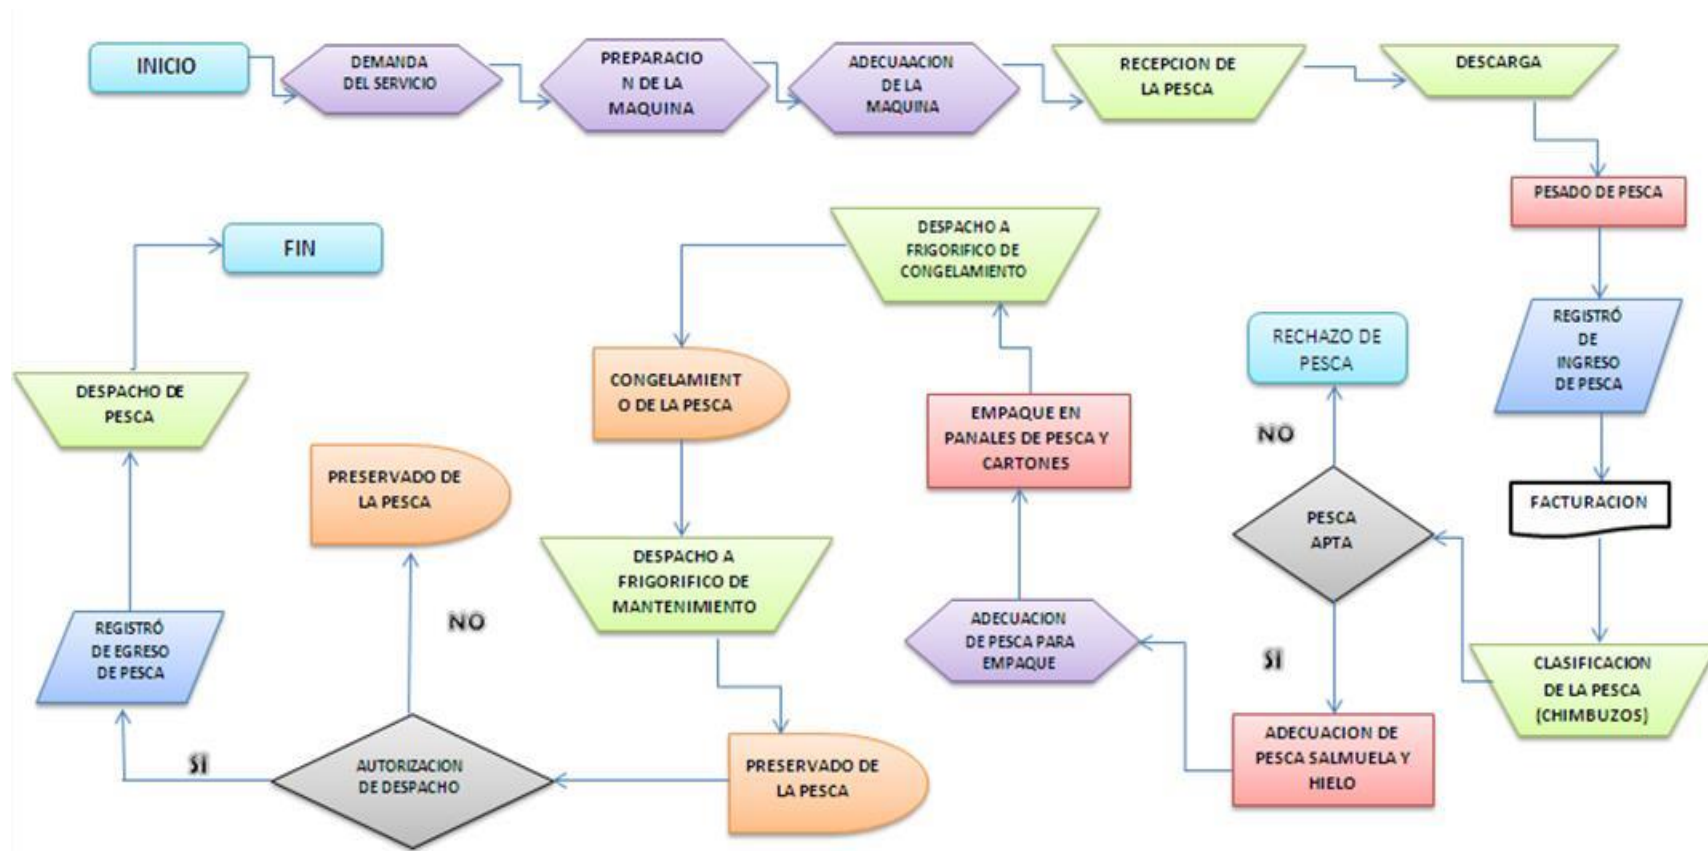 INICIO
DEMANDA
DEL SERVICIO
PREPARACIO
N DE LA
MAQUINA
ADECUAACION
DE LA
MAQUINA
RECEPCION DE
LA PESCA
DESCARGA
PESADO DE PESCA
REGISTRÓ
DE
INGRESO
DE PESCA
FACTURACION
CLASIFICACION
DE LA PESCA
(CHIMBUZOS)
PESCA
APTA
NO
RECHAZO DE
PESCA
SI
ADECUACION DE
PESCA SALMUELA Y
HIELO
ADECUACION
DE PESCA PARA
EMPAQUE
EMPAQUE EN
PANALES DE PESCA Y
CARTONES
DESPACHO A
FRIGORIFICO DE
CONGELAMIENTO
CONGELAMIENT
O DE LA PESCA
DESPACHO A
FRIGORIFICO DE
MANTENIMIENTO
PRESERVADO DE
LA PESCA
AUTORIZACION
DE DESPACHO
NO
PRESERVADO DE
LA PESCA
SI
REGISTRÓ
DE EGRESO
DE PESCA
DESPACHO DE
PESCA
FIN